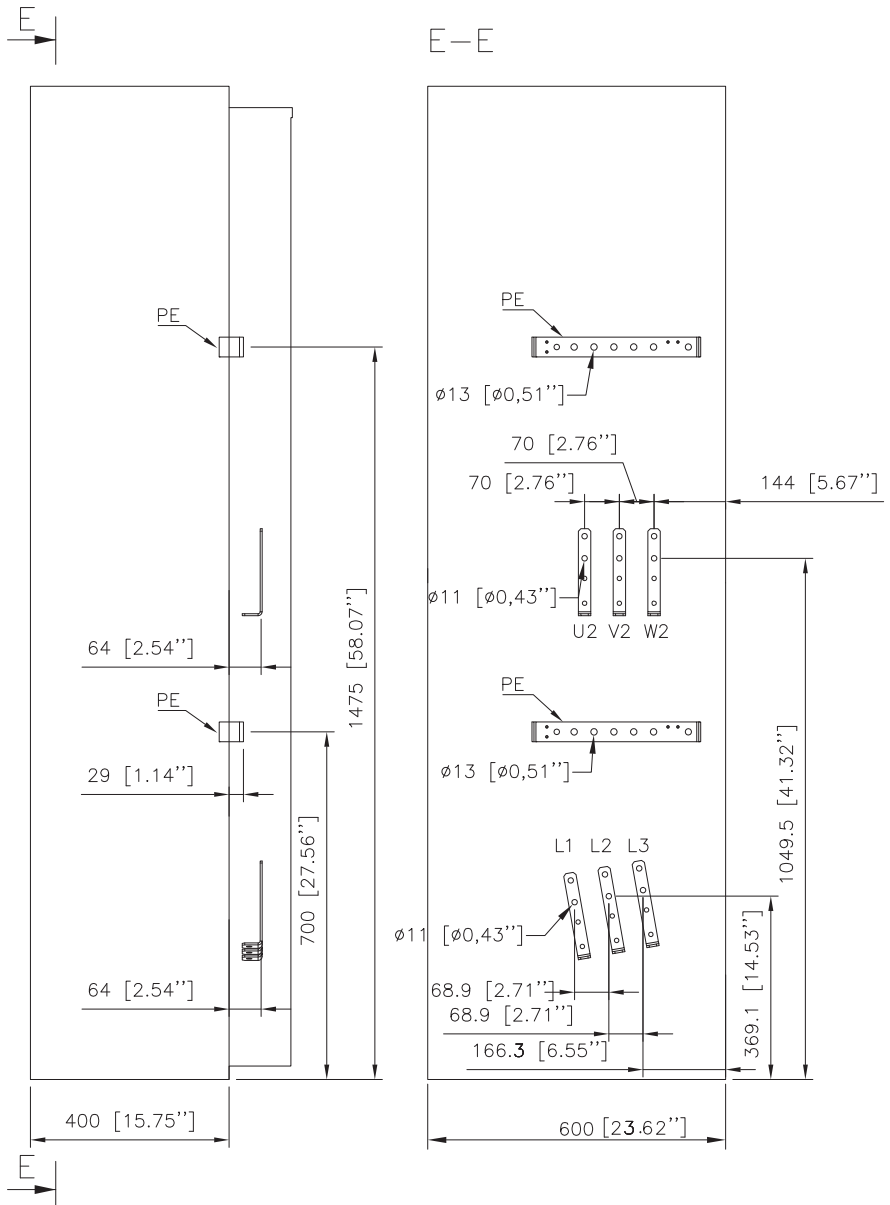 E
E–E
PE
PE
ø13 [ø0,51’’]
70 [2.76’’]
70 [2.76’’]
144 [5.67’’]
ø11 [ø0,43’’]
U2 V2 W2
64 [2.54’’]
1475 [58.07’’]
PE
PE
29 [1.14’’]
ø13 [ø0,51’’]
1049.5 [41.32’’]
700 [27.56’’]
L1 L2 L3
ø11 [ø0,43’’]
369.1 [14.53’’]
64 [2.54’’]
68.9 [2.71’’]
68.9 [2.71’’]
166.3 [6.55’’]
400 [15.75’’]
600 [23.62’’]
E